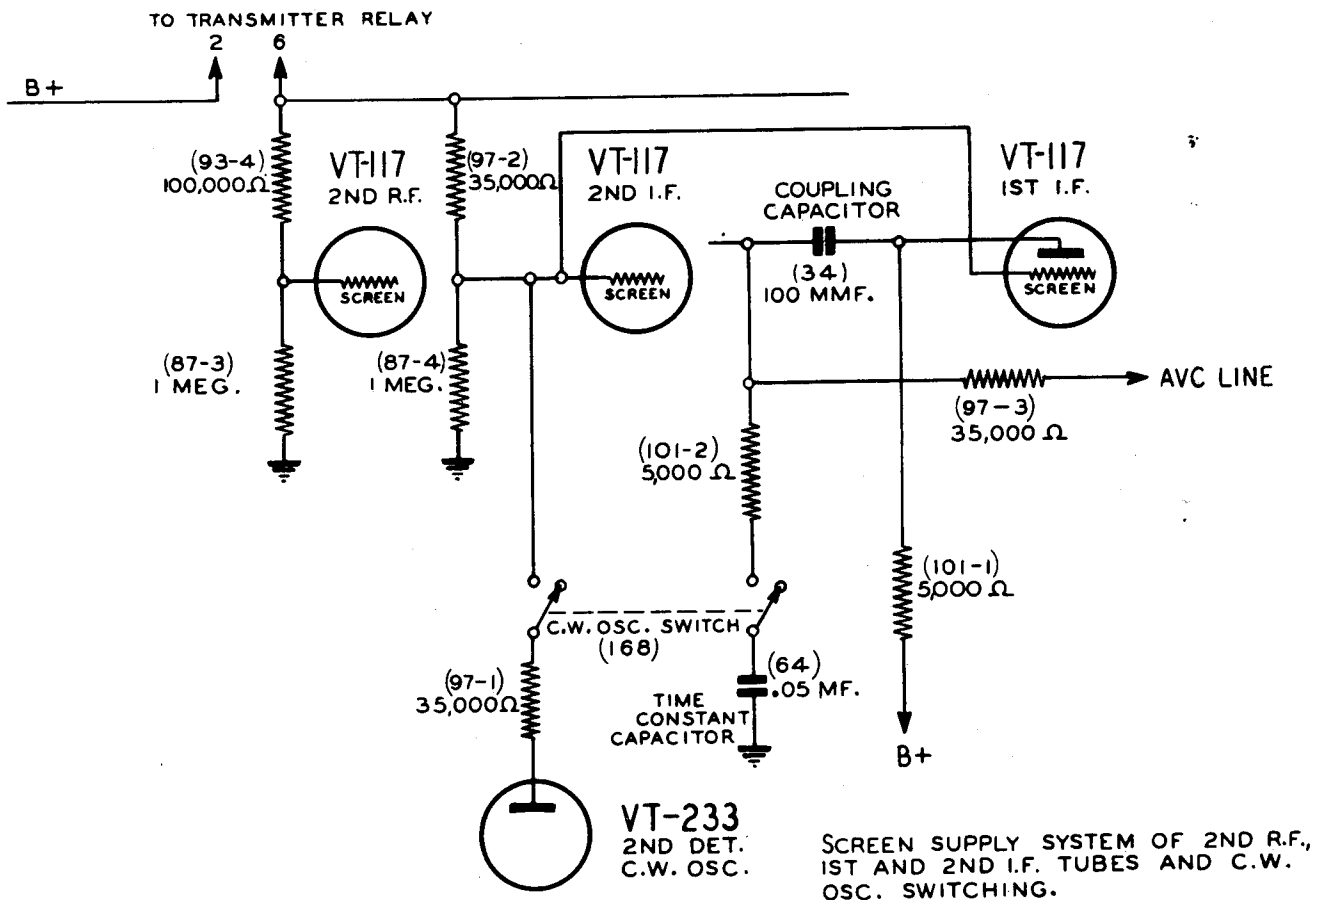 TO TRANSMITTER RELAY
2 6
B+
(93-4)
100,000Ω
VT-117
2ND R.F.
(97-2)
35,000Ω
VT-117
2ND I.F.
COUPLING
CAPACITOR
(34)
100 MMF.
VT-117
1ST I.F.
SCREEN
SCREEN
SCREEN
(87-3)
1 MEG.
(87-4)
1 MEG.
AVC LINE
(97-3)
35,000 Ω
(101-2)
5,000 Ω
(101-1)
5,000 Ω
C.W. OSC. SWITCH
(168)
(97-1)
35,000Ω
(64)
.05 MF.
TIME
CONSTANT
CAPACITOR
B+
VT-233
2ND DET.
C.W. OSC.
SCREEN SUPPLY SYSTEM OF 2ND R.F.,
1ST AND 2ND I.F. TUBES AND C.W.
OSC. SWITCHING.